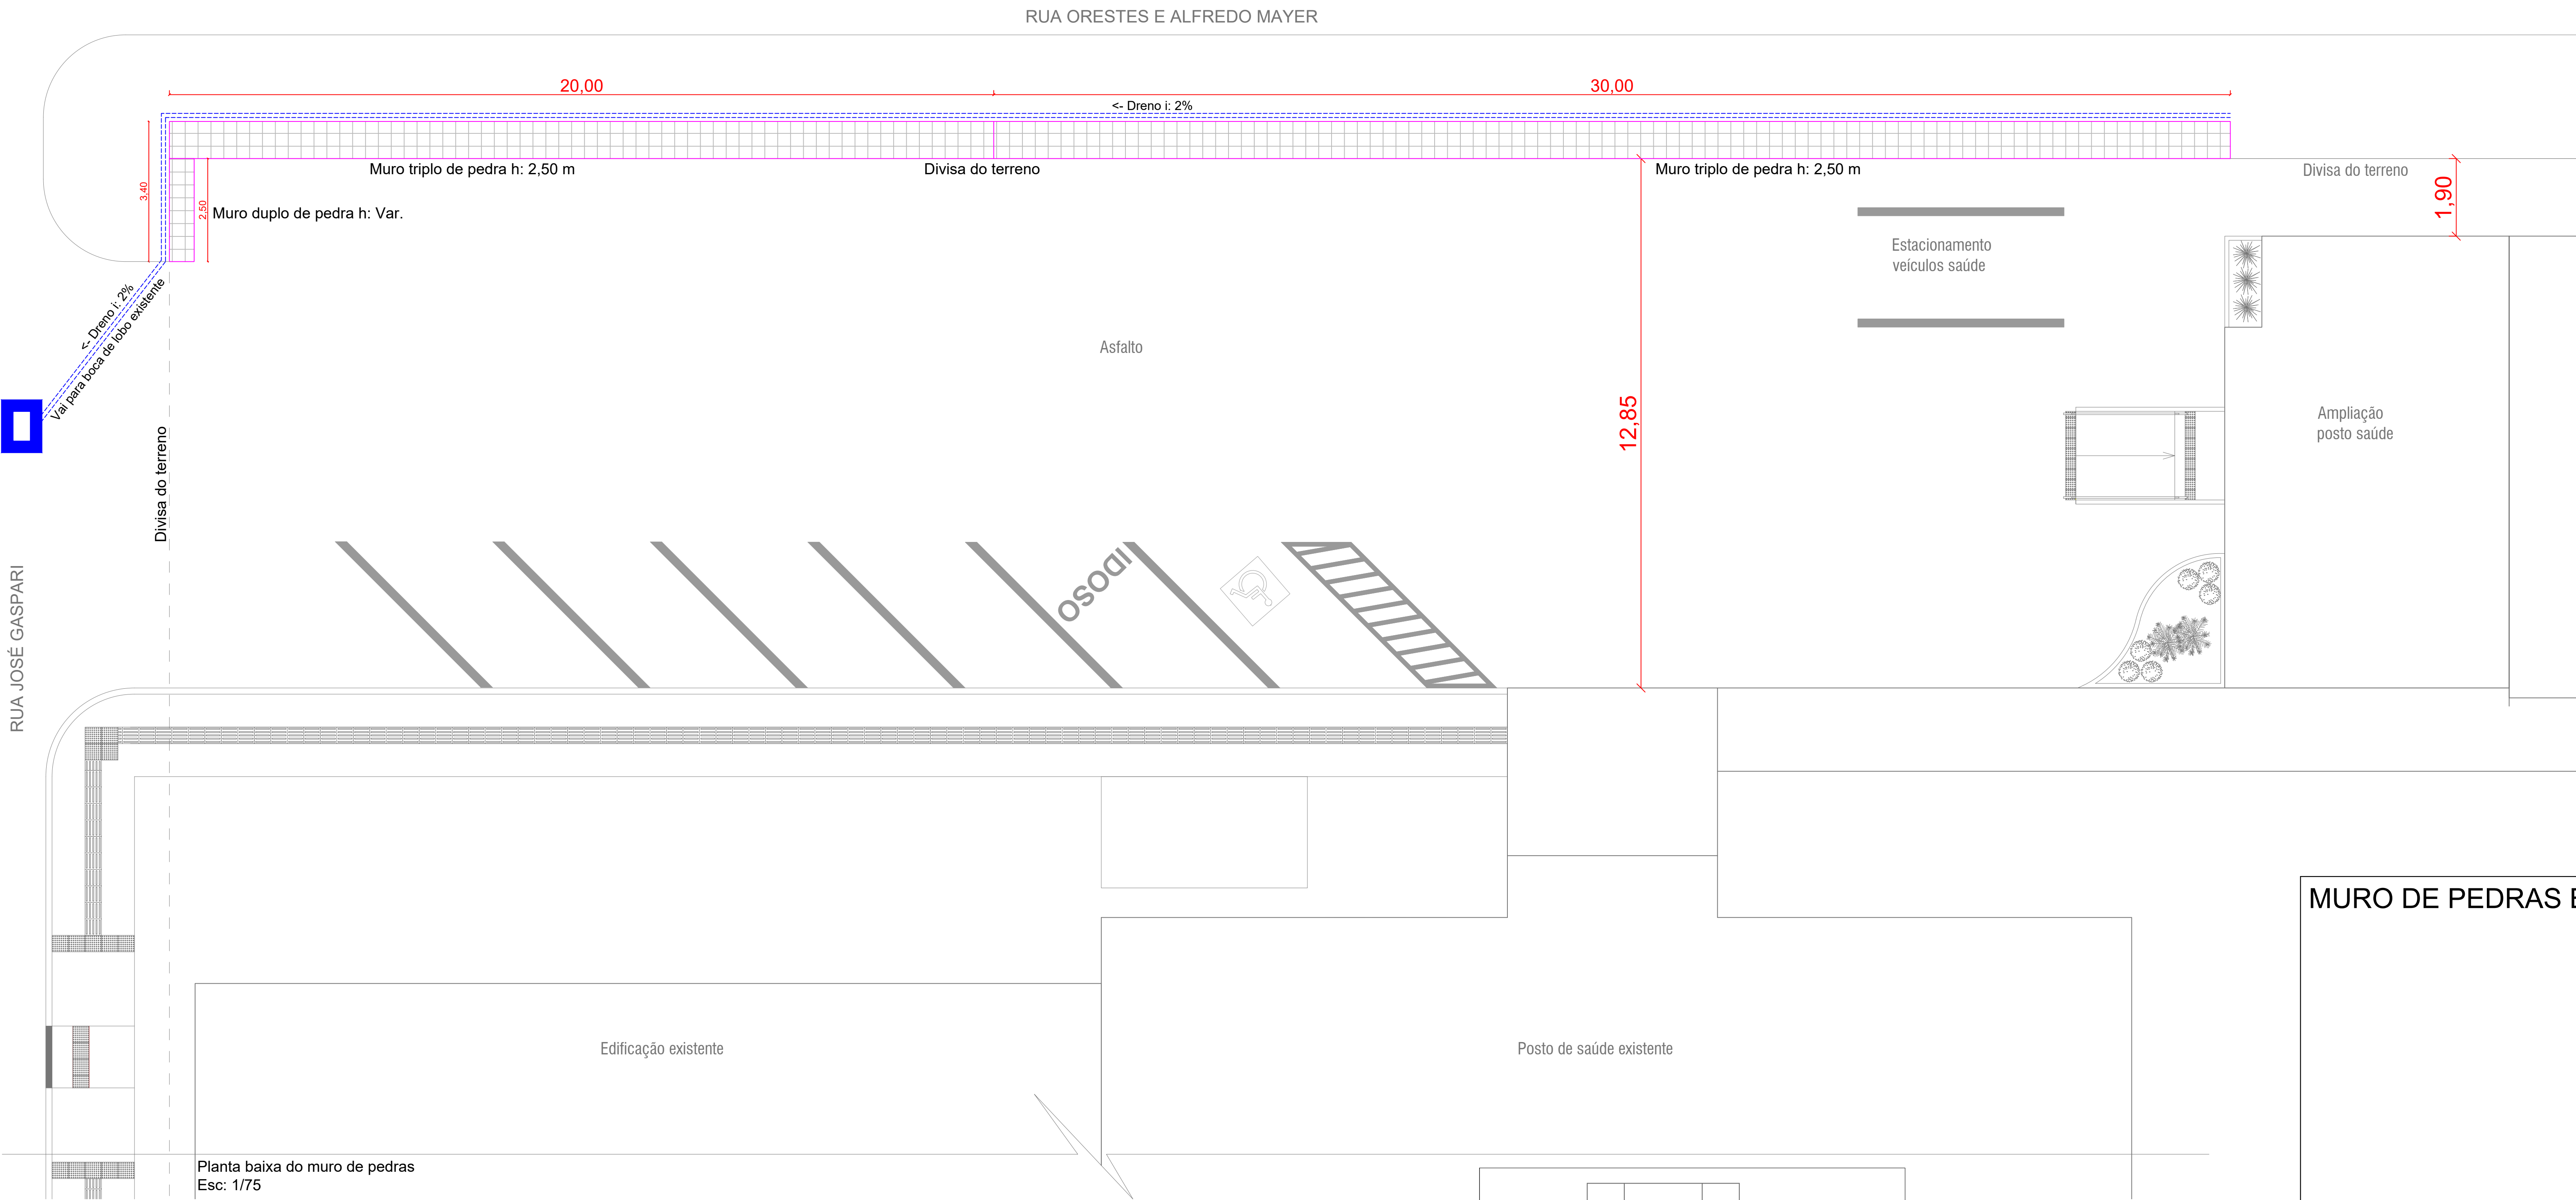 RUA ORESTES E ALFREDO MAYER
20,00
30,00
<- Dreno i: 2%
Muro triplo de pedra h: 2,50 m
Divisa do terreno
Muro triplo de pedra h: 2,50 m
Divisa do terreno
3,40
2,50
Muro duplo de pedra h: Var.
1,90
Estacionamento
veículos saúde
<- Dreno i: 2%
Vai para boca de lobo existente
Asfalto
12,85
Ampliação
posto saúde
Divisa do terreno
IDOSO
RUA JOSÉ GASPARI
MURO DE PEDRAS E
Edificação existente
Posto de saúde existente
Planta baixa do muro de pedras
Esc: 1/75